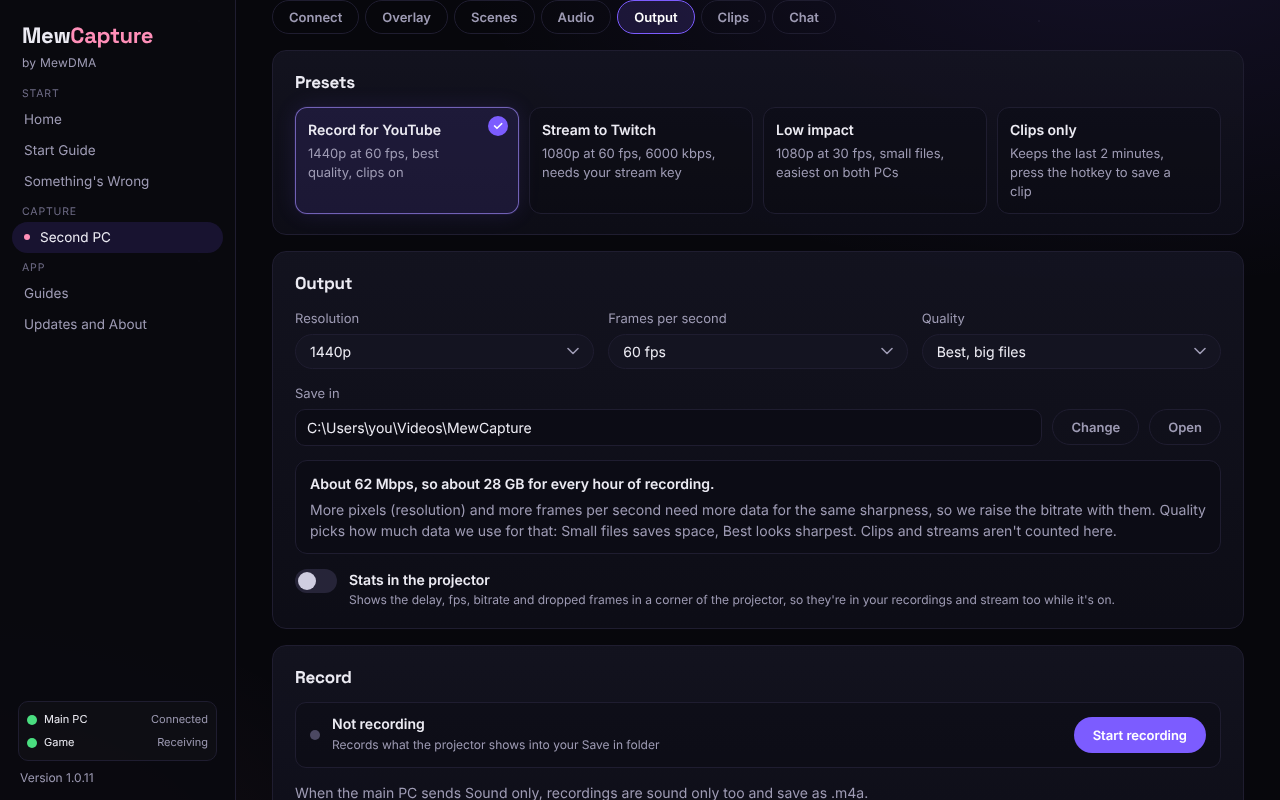 MewCapture
by MewDMA
START
Home
Start Guide
Something's Wrong
CAPTURE
Second PC
APP
Guides
Updates and About
Main PC Connected
Game Receiving
Version 1.0.11
Connect Overlay Scenes Audio Output Clips Chat
Presets
Record for YouTube
1440p at 60 fps, best
quality, clips on
Stream to Twitch
1080p at 60 fps, 6000 kbps,
needs your stream key
Low impact
1080p at 30 fps, small files,
easiest on both PCs
Clips only
Keeps the last 2 minutes,
press the hotkey to save a
clip
Output
Resolution Frames per second Quality
1440p 60 fps Best, big files
Save in
C:\Users\you\Videos\MewCapture Change Open
About 62 Mbps, so about 28 GB for every hour of recording.
More pixels (resolution) and more frames per second need more data for the same sharpness, so we raise the bitrate with them. Quality
picks how much data we use for that: Small files saves space, Best looks sharpest. Clips and streams aren't counted here.
Stats in the projector
Shows the delay, fps, bitrate and dropped frames in a corner of the projector, so they're in your recordings and stream too while it's on.
Record
Not recording
Records what the projector shows into your Save in folder
Start recording
When the main PC sends Sound only, recordings are sound only too and save as .m4a.